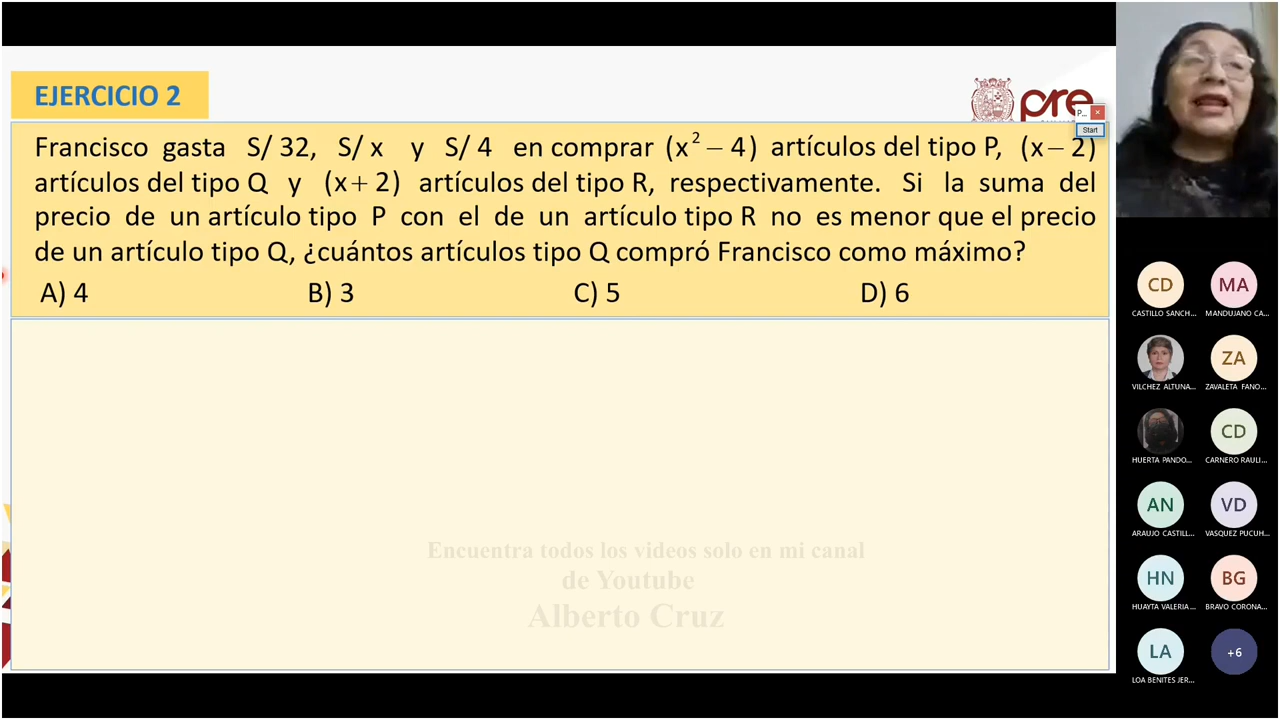 EJERCICIO 2
pre
P... ×
Start
Francisco gasta S/ 32, S/ x y S/ 4 en comprar (x² − 4) artículos del tipo P, (x − 2)
artículos del tipo Q y (x + 2) artículos del tipo R, respectivamente. Si la suma del
precio de un artículo tipo P con el de un artículo tipo R no es menor que el precio
de un artículo tipo Q, ¿cuántos artículos tipo Q compró Francisco como máximo?
A) 4 B) 3 C) 5 D) 6
Encuentra todos los videos solo en mi canal
de Youtube
Alberto Cruz
CD MA
CASTILLO SANCH... MANDUJANO CA...
ZA
VILCHEZ ALTUNA... ZAVALETA FANO...
CD
HUERTA PANDO... CARNERO RAULI...
AN VD
ARAUJO CASTILL... VASQUEZ PUCUH...
HN BG
HUAYTA VALERIA... BRAVO CORONA...
LA +6
LOA BENITES JER...